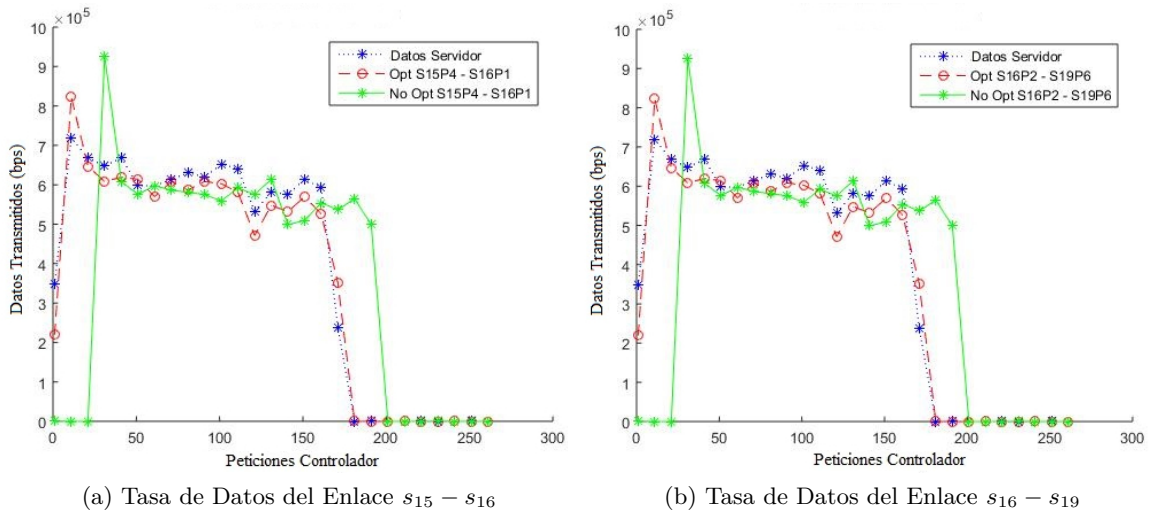 ×10⁵
10
9
8
7
6
5
4
3
2
1
0
0 50 100 150 200 250 300
Datos Transmitidos (bps)
Peticiones Controlador
Datos Servidor
Opt S15P4 - S16P1
No Opt S15P4 - S16P1
(a) Tasa de Datos del Enlace s₁₅ − s₁₆
×10⁵
10
9
8
7
6
5
4
3
2
1
0
0 50 100 150 200 250 300
Datos Transmitidos (bps)
Peticiones Controlador
Datos Servidor
Opt S16P2 - S19P6
No Opt S16P2 - S19P6
(b) Tasa de Datos del Enlace s₁₆ − s₁₉